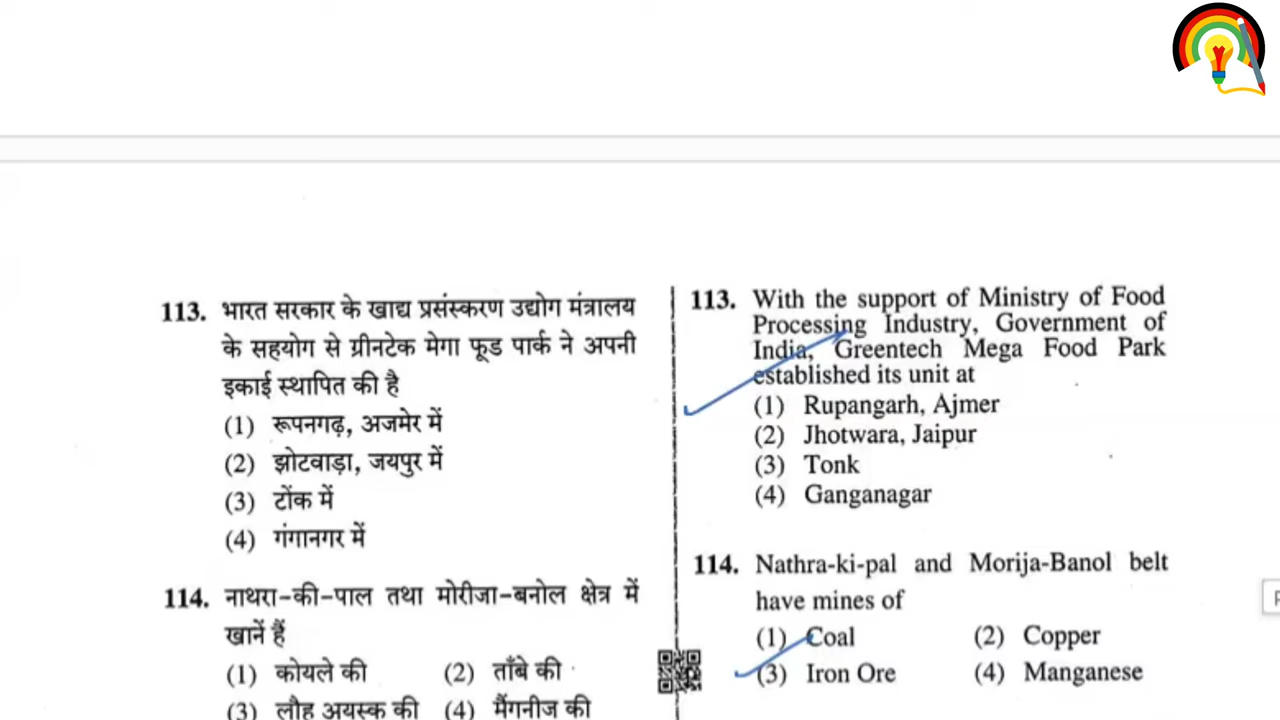 113. भारत सरकार के खाद्य प्रसंस्करण उद्योग मंत्रालय
के सहयोग से ग्रीनटेक मेगा फूड पार्क ने अपनी
इकाई स्थापित की है
(1) रूपनगढ़, अजमेर में
(2) झोटवाड़ा, जयपुर में
(3) टोंक में
(4) गंगानगर में
114. नाथरा-की-पाल तथा मोरीजा-बनोल क्षेत्र में
खानें हैं
(1) कोयले की (2) ताँबे की
(3) लौह अयस्क की (4) मैंगनीज की
113. With the support of Ministry of Food
Processing Industry, Government of
India, Greentech Mega Food Park
established its unit at
(1) Rupangarh, Ajmer
(2) Jhotwara, Jaipur
(3) Tonk
(4) Ganganagar
114. Nathra-ki-pal and Morija-Banol belt
have mines of
(1) Coal (2) Copper
(3) Iron Ore (4) Manganese